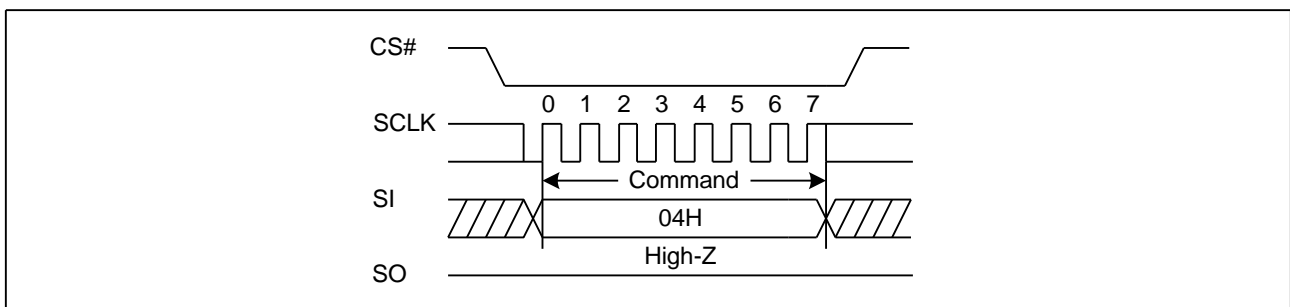 CS#
0 1 2 3 4 5 6 7
SCLK
Command
SI
04H
High-Z
SO